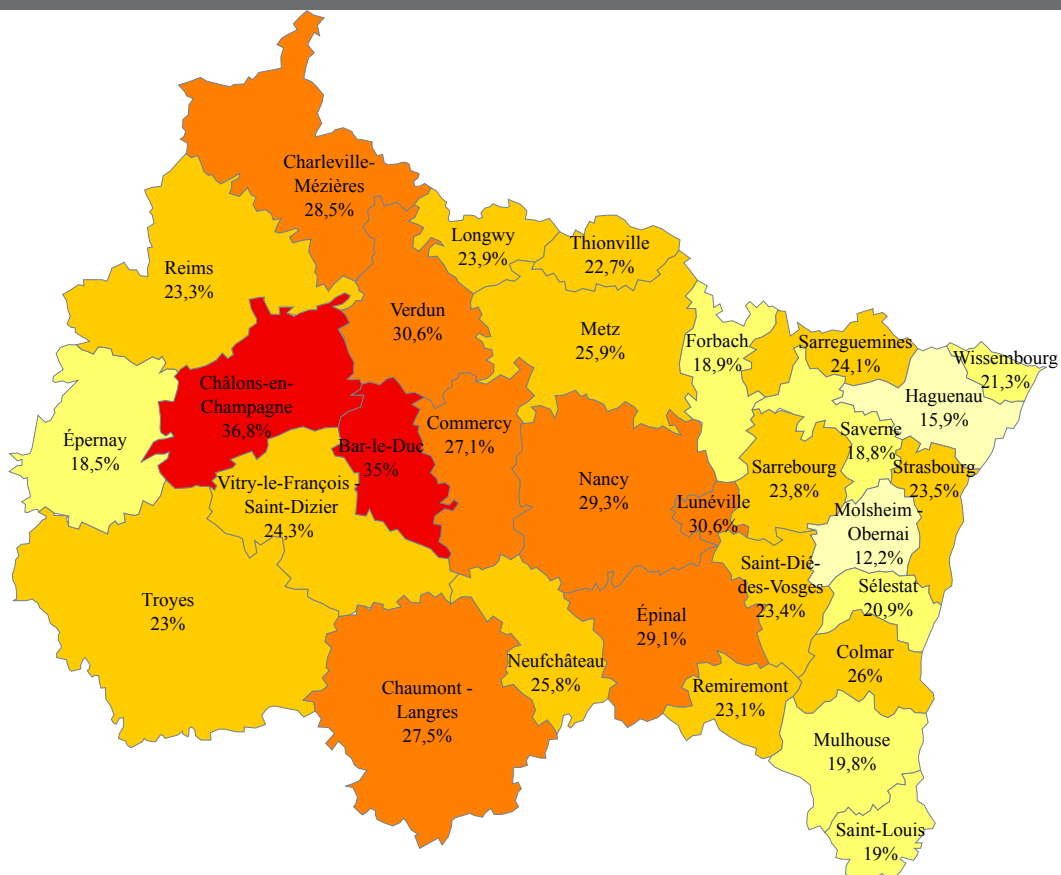 Charleville-
Mézières
28,5%
Longwy
23,9%
Thionville
22,7%
Reims
23,3%
Verdun
30,6%
Metz
25,9%
Forbach
18,9%
Sarreguemines
24,1%
Wissembourg
21,3%
Haguenau
15,9%
Châlons-en-
Champagne
36,8%
Épernay
18,5%
Bar-le-Duc
35%
Commercy
27,1%
Saverne
18,8%
Strasbourg
23,5%
Sarrebourg
23,8%
Nancy
29,3%
Lunéville
30,6%
Vitry-le-François -
Saint-Dizier
24,3%
Molsheim -
Obernai
12,2%
Saint-Dié-
des-Vosges
23,4%
Sélestat
20,9%
Troyes
23%
Épinal
29,1%
Neufchâteau
25,8%
Colmar
26%
Chaumont -
Langres
27,5%
Remiremont
23,1%
Mulhouse
19,8%
Saint-Louis
19%